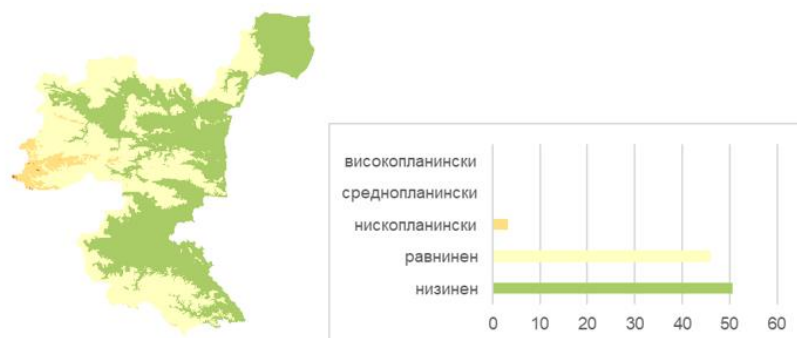 високопланински
среднопланински
нископланински
равнинен
низинен
0 10 20 30 40 50 60